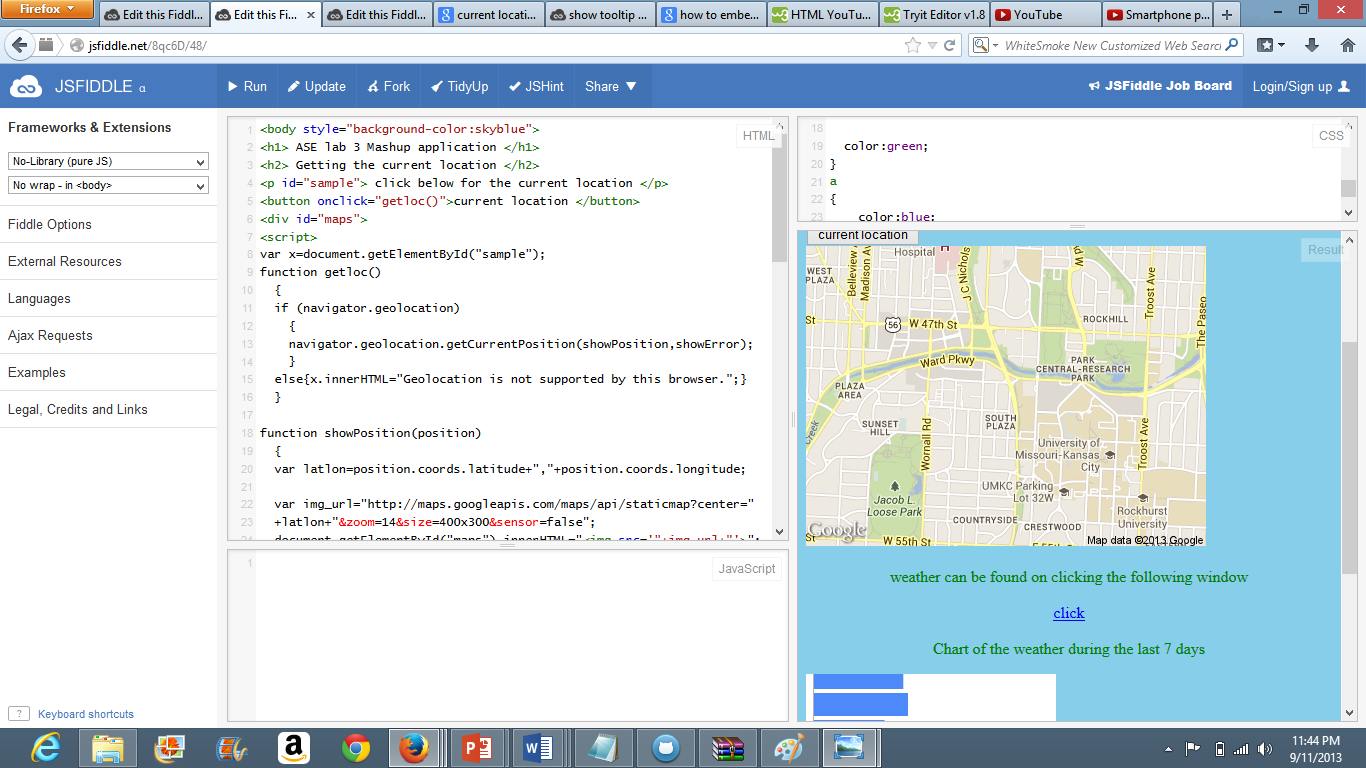 Firefox
Edit this Fiddl...
Edit this Fi...
Edit this Fiddl...
current locati...
show tooltip ...
how to embe...
HTML YouTu...
Tryit Editor v1.8
YouTube
Smartphone p...
jsfiddle.net/8qc6D/48/
WhiteSmoke New Customized Web Searc
JSFIDDLE α
Run
Update
Fork
TidyUp
JSHint
Share
JSFiddle Job Board
Login/Sign up
Frameworks & Extensions
No-Library (pure JS)
No wrap - in <body>
Fiddle Options
External Resources
Languages
Ajax Requests
Examples
Legal, Credits and Links
? Keyboard shortcuts
HTML
1 <body style="background-color:skyblue">
2 <h1> ASE lab 3 Mashup application </h1>
3 <h2> Getting the current location </h2>
4 <p id="sample"> click below for the current location </p>
5 <button onclick="getloc()">current location </button>
6 <div id="maps">
7 <script>
8 var x=document.getElementById("sample");
9 function getloc()
10 {
11 if (navigator.geolocation)
12 {
13 navigator.geolocation.getCurrentPosition(showPosition,showError);
14 }
15 else{x.innerHTML="Geolocation is not supported by this browser.";}
16 }
17
18 function showPosition(position)
19 {
20 var latlon=position.coords.latitude+","+position.coords.longitude;
21
22 var img_url="http://maps.googleapis.com/maps/api/staticmap?center="
23 +latlon+"&zoom=14&size=400x300&sensor=false";
24 document.getElementById("maps").innerHTML="<img src='"+img_url+"'>";
1
JavaScript
CSS
18
19 color:green;
20 }
21 a
22 {
23 color:blue;
Result
current location
Hospital
H
WEST
PLAZA
Belleview Av
Madison Ave
J.C.Nichols
Troost Ave
The Paseo
ROCKHILL
St
56
W 47th St
Ward Pkwy
PARK
CENTRAL-RESEARCH
PARK
PLAZA
AREA
SUNSET
HILL
SOUTH
PLAZA
Creek
Wornall Rd
Troost Ave
University of
Missouri-Kansas
City
UMKC Parking
Lot 32W
Jacob L.
Loose Park
Rockhurst
University
COUNTRYSIDE
CRESTWOOD
Google
St
W 55th St
E 55th St
Map data ©2013 Google
weather can be found on clicking the following window
click
Chart of the weather during the last 7 days
11:44 PM
9/11/2013